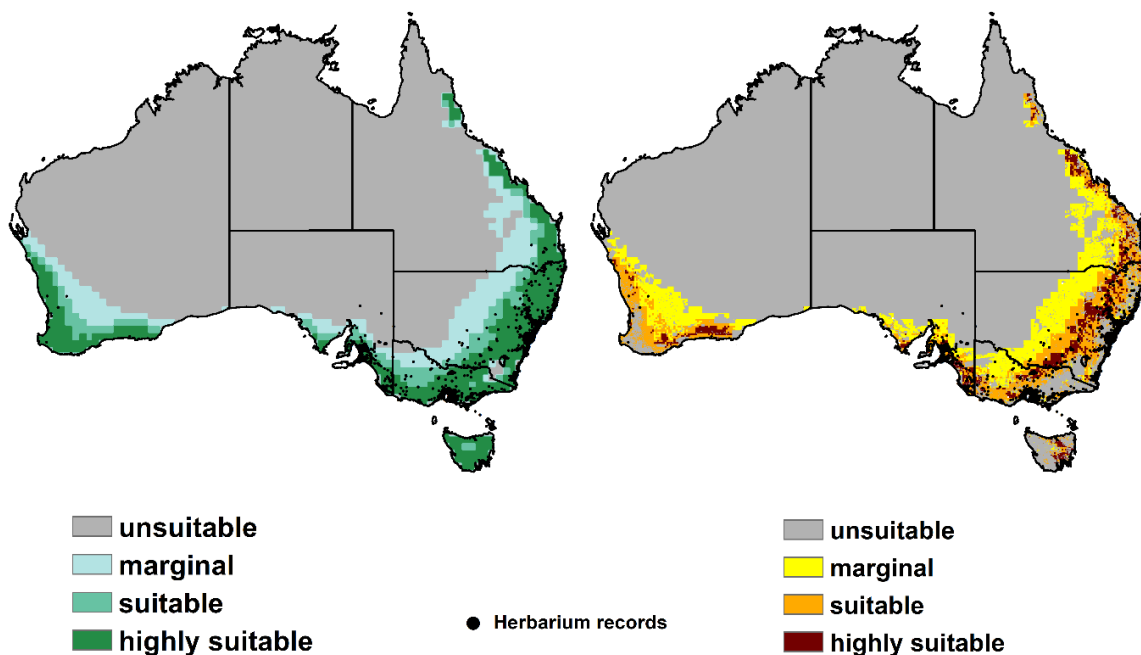 unsuitable
marginal
suitable
highly suitable
Herbarium records
unsuitable
marginal
suitable
highly suitable